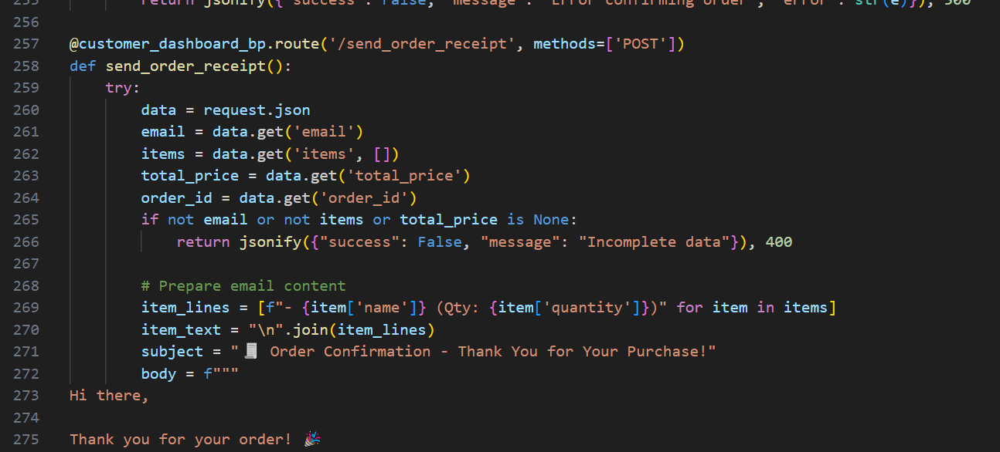 255 return jsonify({"success": False, "message": "Error confirming order", "error": str(e)}), 500
256
257 @customer_dashboard_bp.route('/send_order_receipt', methods=['POST'])
258 def send_order_receipt():
259     try:
260         data = request.json
261         email = data.get('email')
262         items = data.get('items', [])
263         total_price = data.get('total_price')
264         order_id = data.get('order_id')
265         if not email or not items or total_price is None:
266             return jsonify({"success": False, "message": "Incomplete data"}), 400
267
268         # Prepare email content
269         item_lines = [f"- {item['name']} (Qty: {item['quantity']})" for item in items]
270         item_text = "\n".join(item_lines)
271         subject = "🧾 Order Confirmation - Thank You for Your Purchase!"
272         body = f"""
273 Hi there,
274
275 Thank you for your order! 🎉